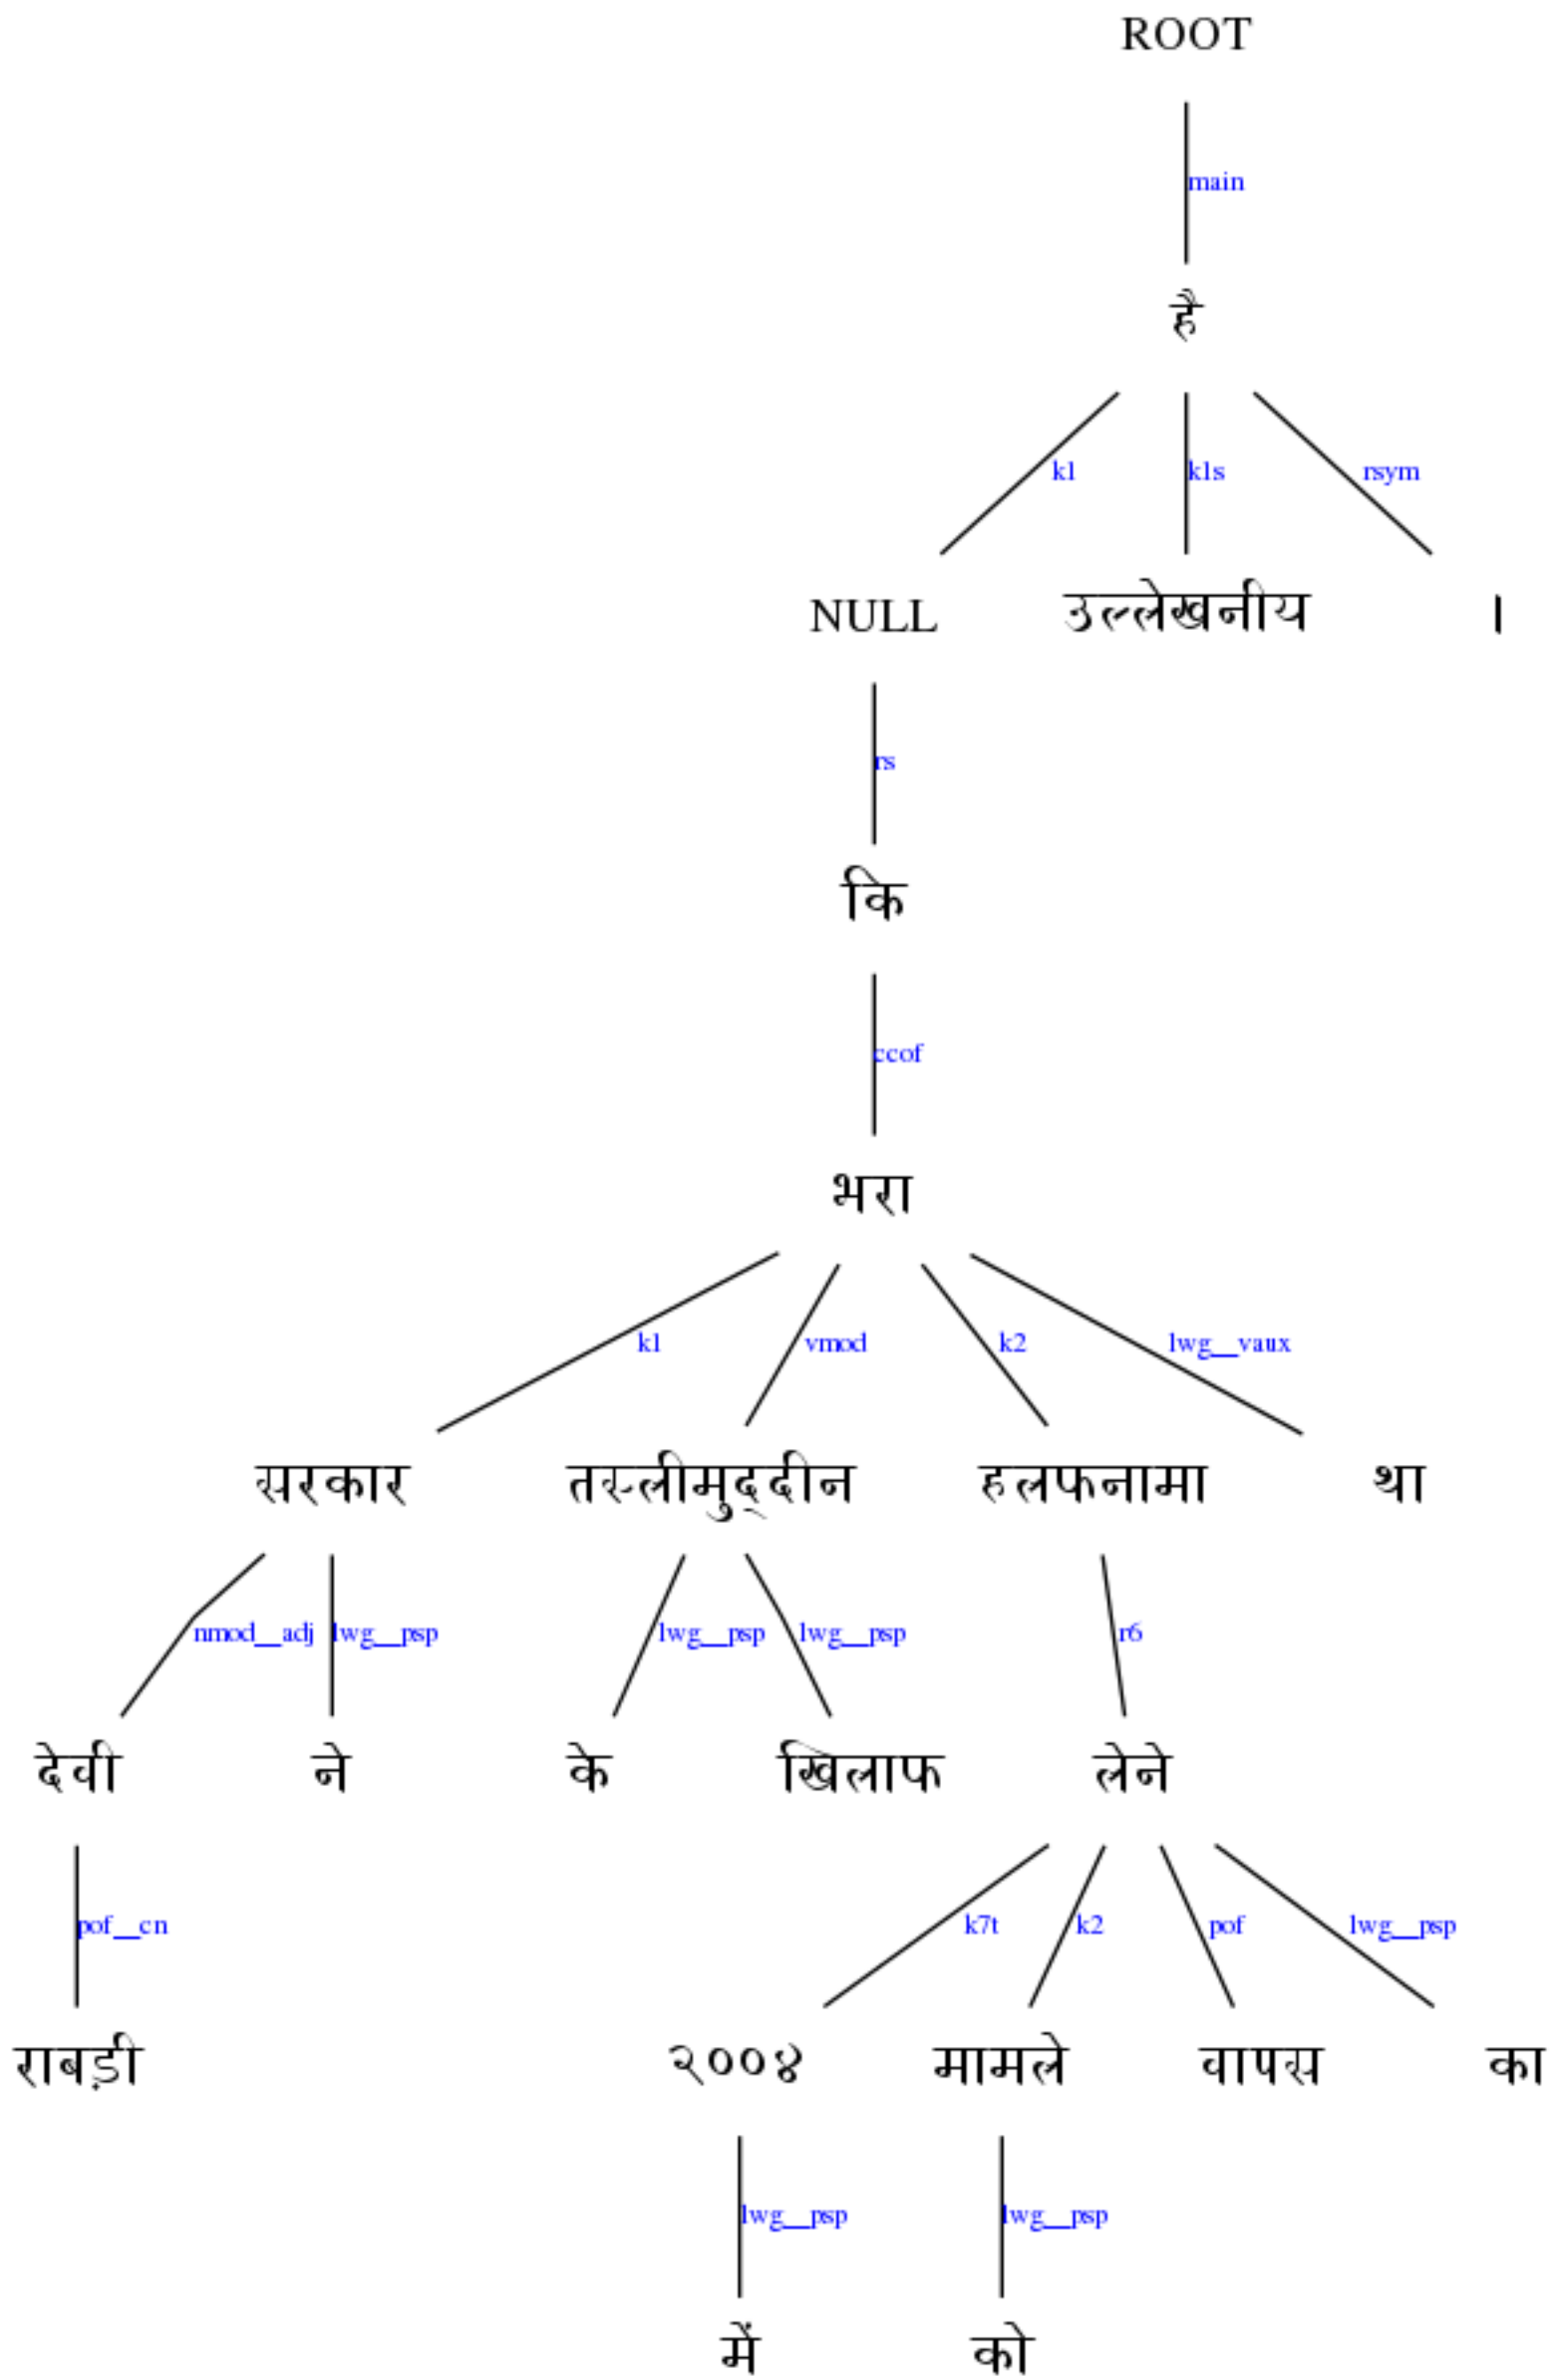 ROOT
main
है
k1 k1s rsym
NULL उल्लेखनीय ।
rs
कि
ccof
भरा
k1 vmod k2 lwg__vaux
सरकार तस्लीमुद्दीन हलफनामा था
nmod__adj lwg__psp lwg__psp lwg__psp r6
देवी ने के खिलाफ लेने
pof__cn k7t k2 pof lwg__psp
राबड़ी २००४ मामले वापस का
lwg__psp lwg__psp
में को